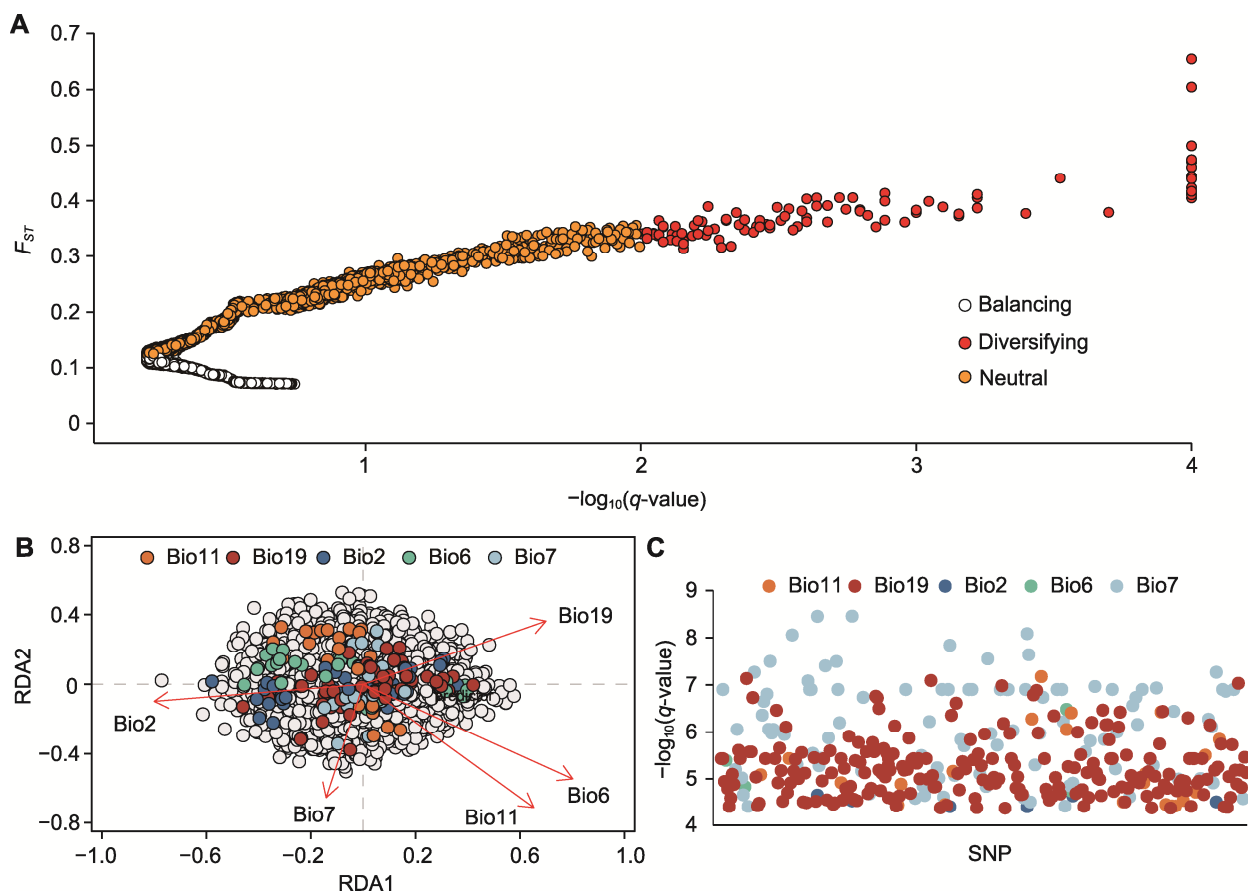 A
0.7
0.6
0.5
0.4
0.3
0.2
0.1
0
FST
Balancing
Diversifying
Neutral
1
2
3
4
−log10(q-value)
B
0.8
0.4
0
−0.4
−0.8
RDA2
Bio11 Bio19 Bio2 Bio6 Bio7
Bio19
Bio2
Bio6
Bio7
Bio11
−1.0
−0.6
−0.2
0.2
0.6
1.0
RDA1
C
Bio11 Bio19 Bio2 Bio6 Bio7
9
8
7
6
5
4
−log10(q-value)
SNP